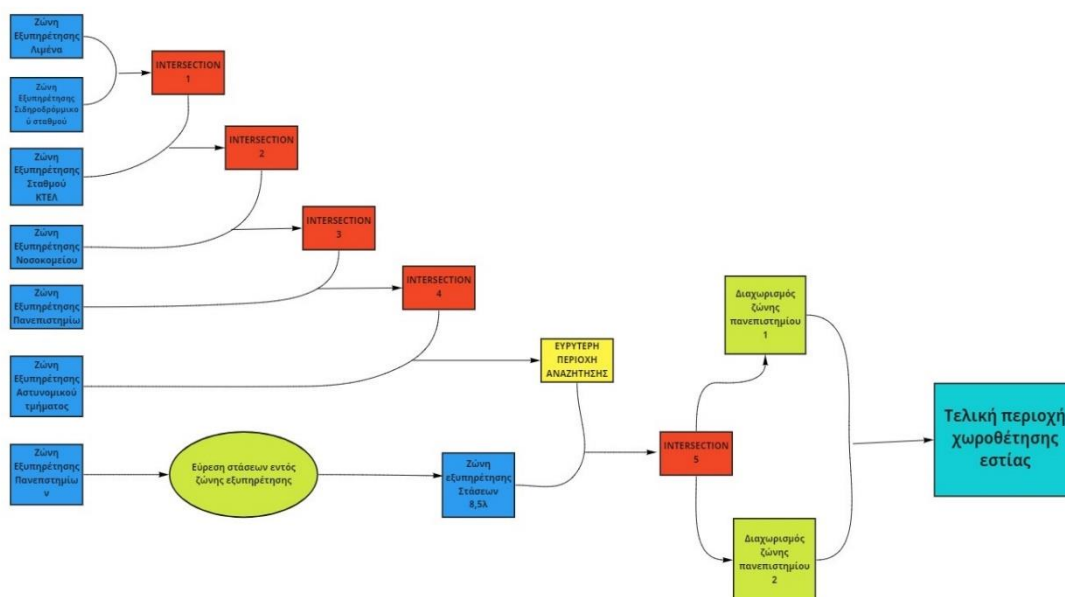 Ζώνη
Εξυπηρέτησης
Λιμένα
Ζώνη
Εξυπηρέτησης
Σιδηροδρόμμικο
ύ σταθμού
Ζώνη
Εξυπηρέτησης
Σταθμού
ΚΤΕΛ
Ζώνη
Εξυπηρέτησης
Νοσοκομείου
Ζώνη
Εξυπηρέτησης
Πανεπιστημίω
Ζώνη
Εξυπηρέτησης
Αστυνομικού
τμήματος
Ζώνη
Εξυπηρέτησης
Πανεπστημίω
ν
INTERSECTION
1
INTERSECTION
2
INTERSECTION
3
INTERSECTION
4
Εύρεση στάσεων εντός
ζώνης εξυπηρέτησης
Ζώνη
εξυπηρέτησης
Στάσεων
8,5λ
ΕΥΡΥΤΕΡΗ
ΠΕΡΙΟΧΗ
ΑΝΑΖΗΤΗΣΗΣ
INTERSECTION
5
Διαχωρισμός
ζώνης
πανεπιστημίου
1
Διαχωρισμός
ζώνης
πανεπιστημίου
2
Τελική περιοχή
χωροθέτησης
εστίας